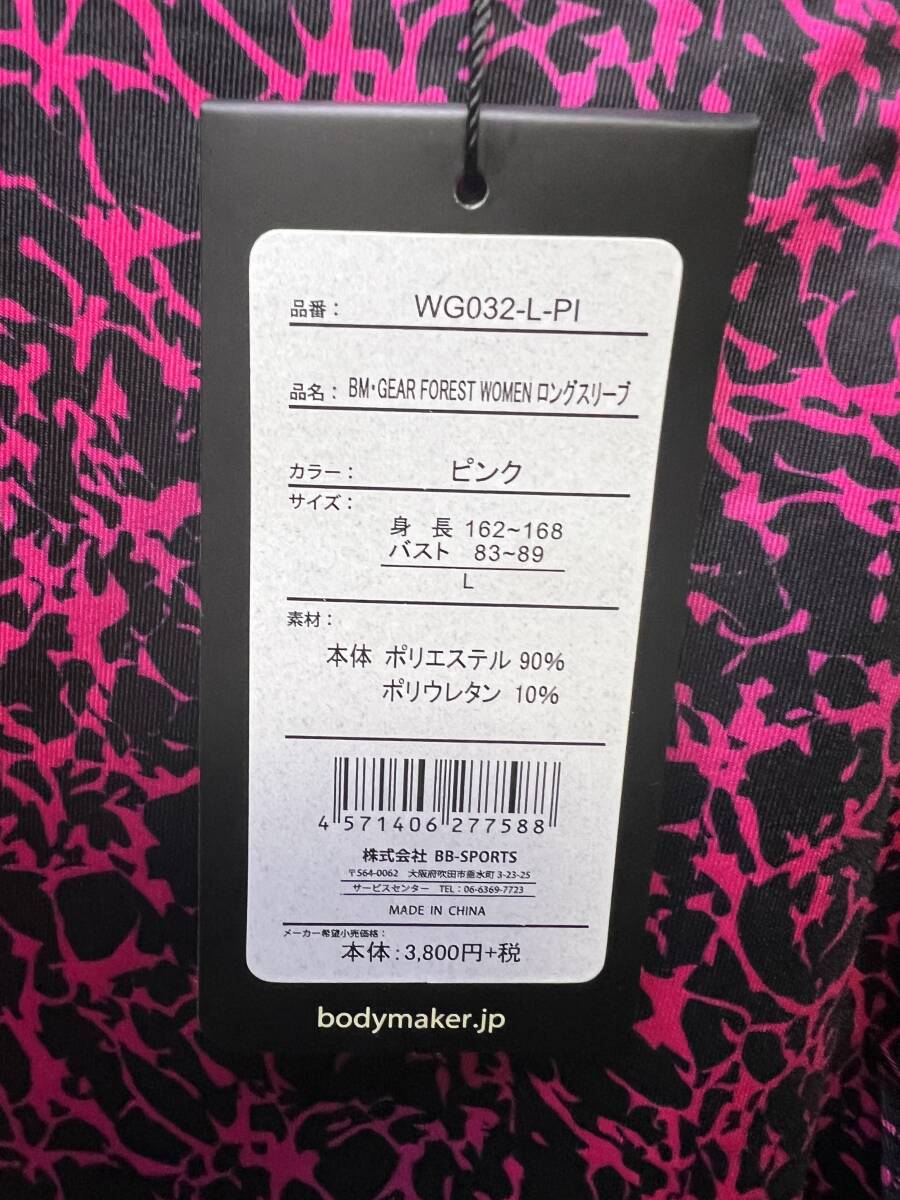 品番： WG032-L-PI
品名： BM・GEAR FOREST WOMEN ロングスリーブ
カラー： ピンク
サイズ：
身 長 162~168
バスト 83~89
L
素材：
本体 ポリエステル 90%
ポリウレタン 10%
4 571406 277588
株式会社 BB-SPORTS
〒564-0062 大阪府吹田市垂水町 3-23-25
サービスセンター TEL：06-6369-7723
MADE IN CHINA
メーカー希望小売価格：
本体：3,800円+税
bodymaker.jp